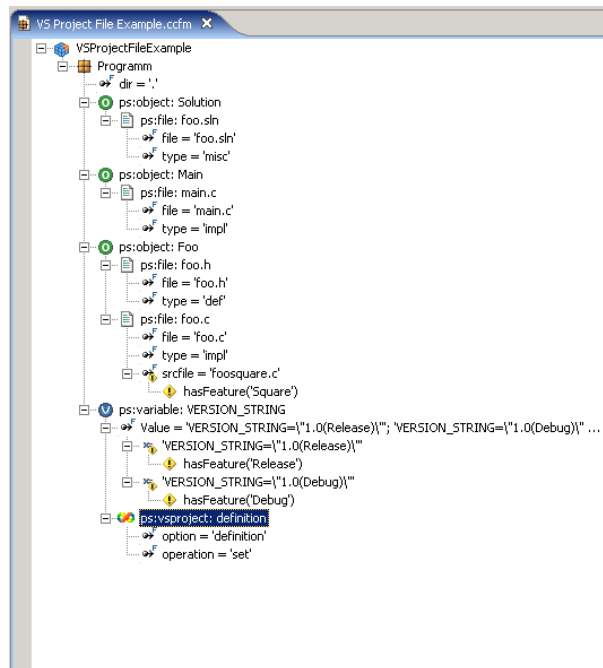 VS Project File Example.ccfm
VSProjectFileExample
Programm
F dir = '.'
O ps:object: Solution
ps:file: foo.sln
F file = 'foo.sln'
F type = 'misc'
O ps:object: Main
ps:file: main.c
F file = 'main.c'
F type = 'impl'
O ps:object: Foo
ps:file: foo.h
F file = 'foo.h'
F type = 'def'
ps:file: foo.c
F file = 'foo.c'
F type = 'impl'
F srcfile = 'foosquare.c'
hasFeature('Square')
V ps:variable: VERSION_STRING
F Value = 'VERSION_STRING=\"1.0(Release)\"'; 'VERSION_STRING=\"1.0(Debug)\" ...
'VERSION_STRING=\"1.0(Release)\"'
hasFeature('Release')
'VERSION_STRING=\"1.0(Debug)\"'
hasFeature('Debug')
ps:vsproject: definition
F option = 'definition'
F operation = 'set'